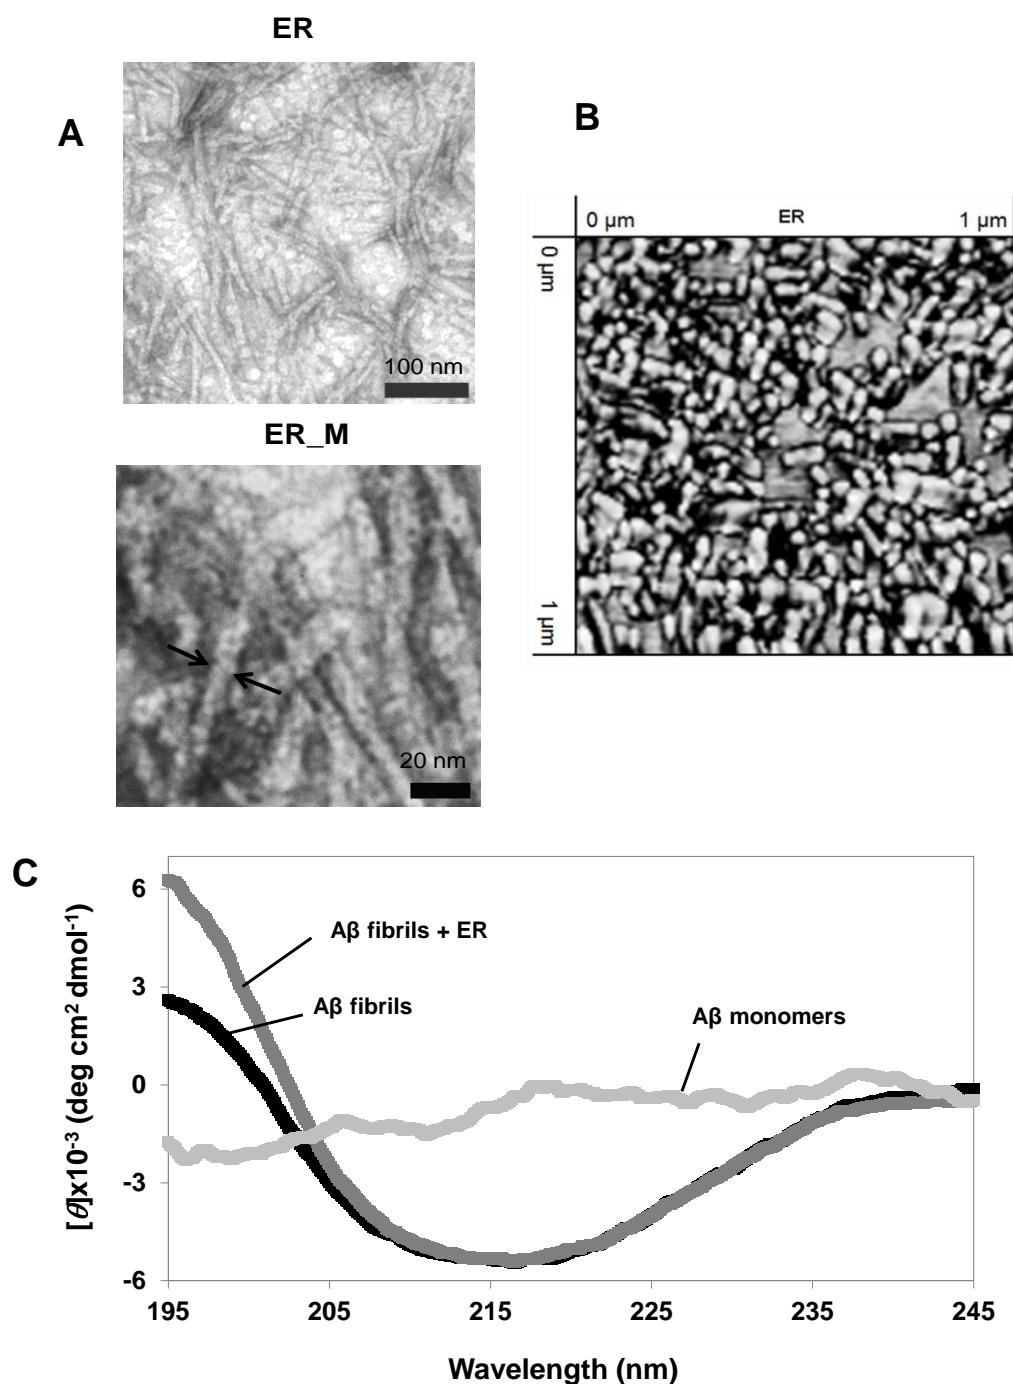 ER
A
100 nm
ER_M
20 nm
B
0 µm ER 1 µm
0 µm
1 µm
C
[θ]x10⁻³ (deg cm² dmol⁻¹)
6
3
0
-3
-6
Aβ fibrils + ER
Aβ fibrils
Aβ monomers
195 205 215 225 235 245
Wavelength (nm)